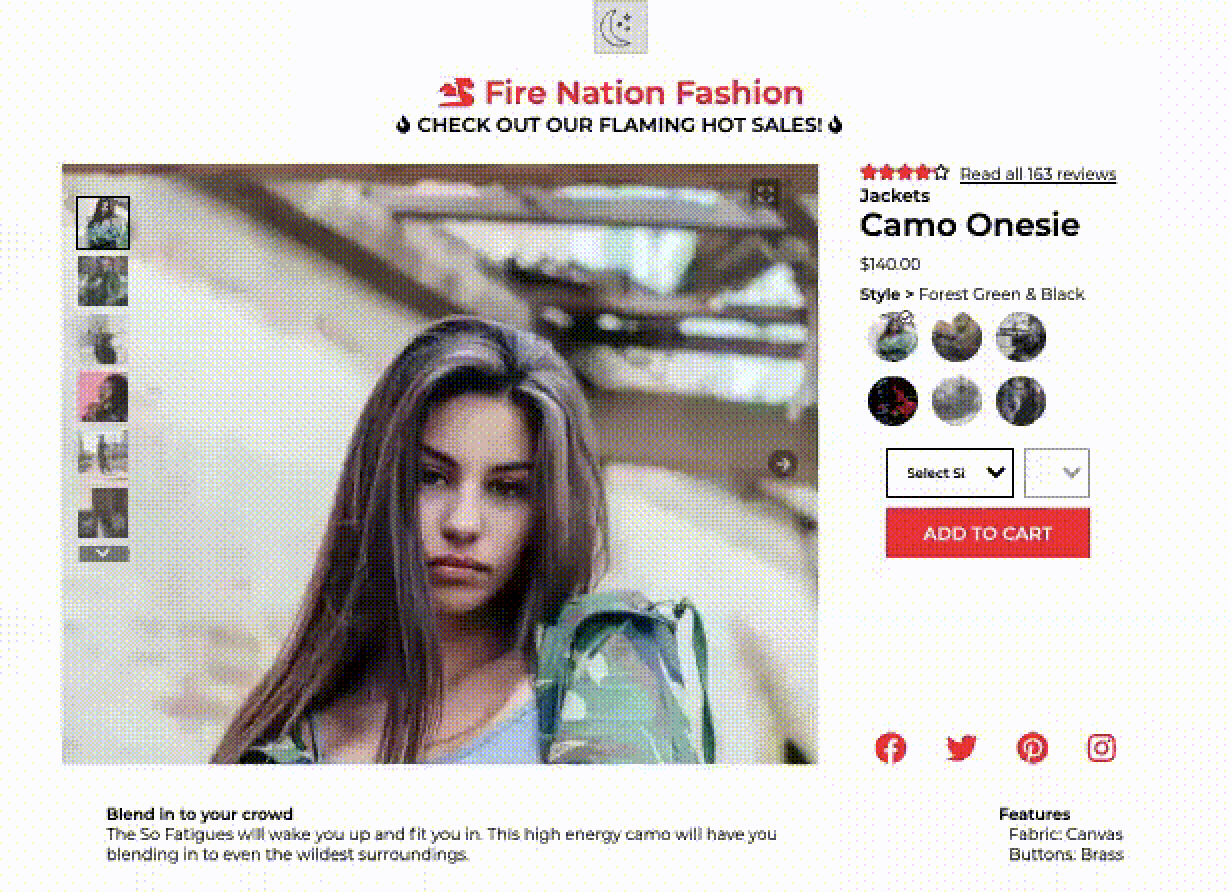 Fire Nation Fashion
CHECK OUT OUR FLAMING HOT SALES!
Read all 163 reviews
Jackets
Camo Onesie
$140.00
Style > Forest Green & Black
Select Si
ADD TO CART
Blend in to your crowd
The So Fatigues will wake you up and fit you in. This high energy camo will have you
blending in to even the wildest surroundings.
Features
Fabric: Canvas
Buttons: Brass